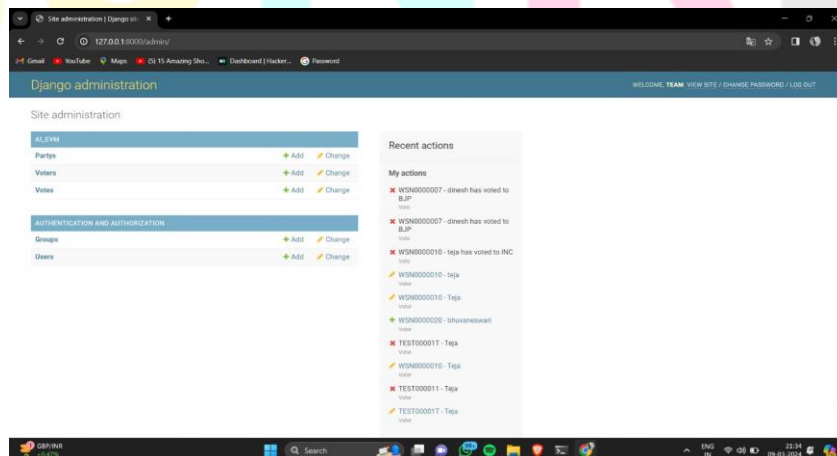 Site administration | Django sit
127.0.0.1:8000/admin/
Gmail YouTube Maps (5) 15 Amazing Sho... Dashboard | Hacker... Password
Django administration
WELCOME, TEAM. VIEW SITE / CHANGE PASSWORD / LOG OUT
Site administration
AI_EVM
Partys Add Change
Voters Add Change
Votes Add Change
AUTHENTICATION AND AUTHORIZATION
Groups Add Change
Users Add Change
Recent actions
My actions
WSN0000007 - dinesh has voted to
BJP
Vote
WSN0000007 - dinesh has voted to
BJP
Vote
WSN0000010 - teja has voted to INC
Vote
WSN0000010 - teja
Voter
WSN0000010 - Teja
Voter
WSN0000020 - bhuvaneswari
Voter
TEST00001T - Teja
Voter
WSN0000010 - Teja
Voter
TEST000011 - Teja
Voter
TEST00001T - Teja
Voter
GBP/INR
+0.47%
Search
99+
ENG
IN
21:34
09-03-2024